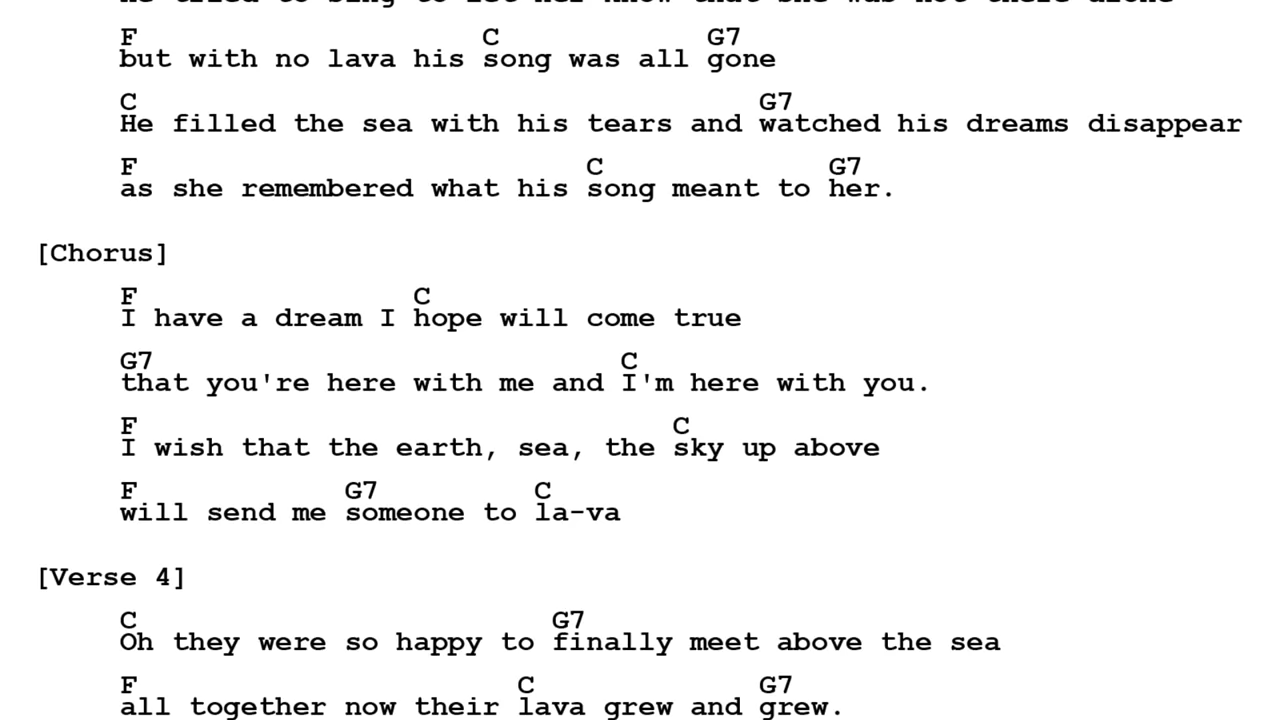 F C G7
but with no lava his song was all gone
C G7
He filled the sea with his tears and watched his dreams disappear
F C G7
as she remembered what his song meant to her.
[Chorus]
F C
I have a dream I hope will come true
G7 C
that you're here with me and I'm here with you.
F C
I wish that the earth, sea, the sky up above
F G7 C
will send me someone to la-va
[Verse 4]
C G7
Oh they were so happy to finally meet above the sea
F C G7
all together now their lava grew and grew.